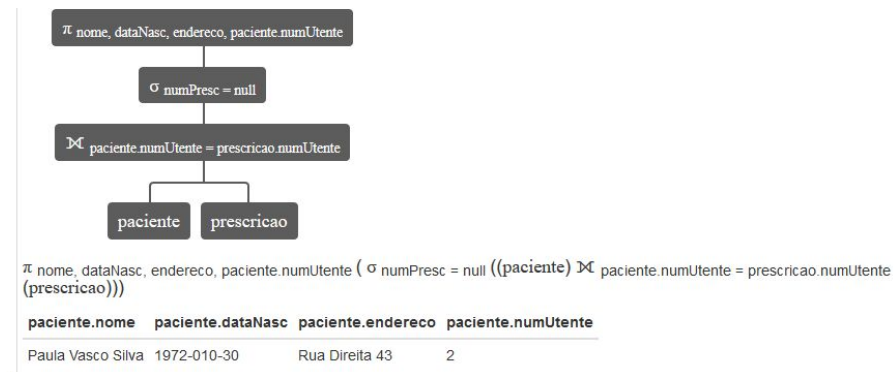 π nome, dataNasc, endereco, paciente.numUtente
σ numPresc = null
⟗ paciente.numUtente = prescricao.numUtente
paciente prescricao
π nome, dataNasc, endereco, paciente.numUtente ( σ numPresc = null ((paciente) ⟗ paciente.numUtente = prescricao.numUtente
(prescricao)))
paciente.nome paciente.dataNasc paciente.endereco paciente.numUtente
Paula Vasco Silva 1972-010-30 Rua Direita 43 2